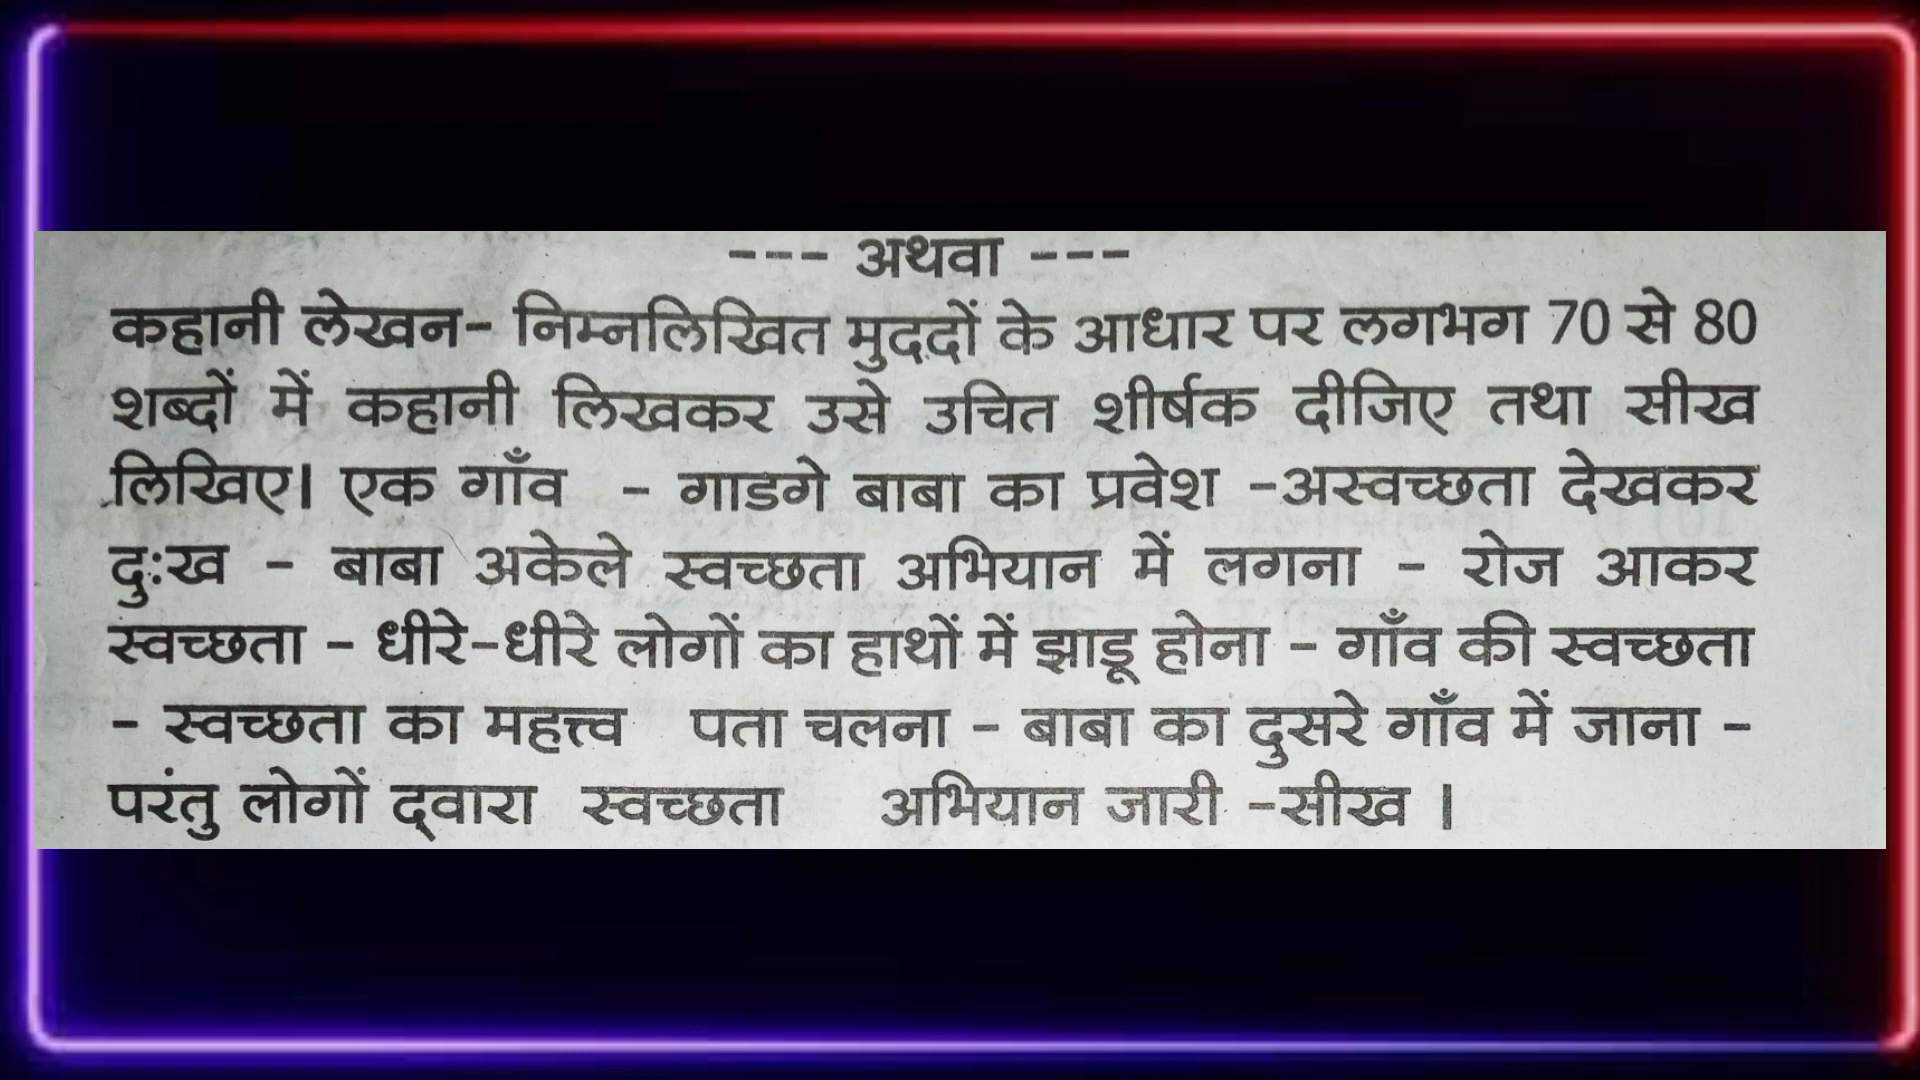 --- अथवा ---
कहानी लेखन- निम्नलिखित मुद्दों के आधार पर लगभग 70 से 80
शब्दों में कहानी लिखकर उसे उचित शीर्षक दीजिए तथा सीख
लिखिए। एक गाँव - गाडगे बाबा का प्रवेश -अस्वच्छता देखकर
दुःख - बाबा अकेले स्वच्छता अभियान में लगना - रोज आकर
स्वच्छता - धीरे-धीरे लोगों का हाथों में झाडू होना - गाँव की स्वच्छता
- स्वच्छता का महत्त्व पता चलना - बाबा का दुसरे गाँव में जाना -
परंतु लोगों द्वारा स्वच्छता अभियान जारी -सीख ।